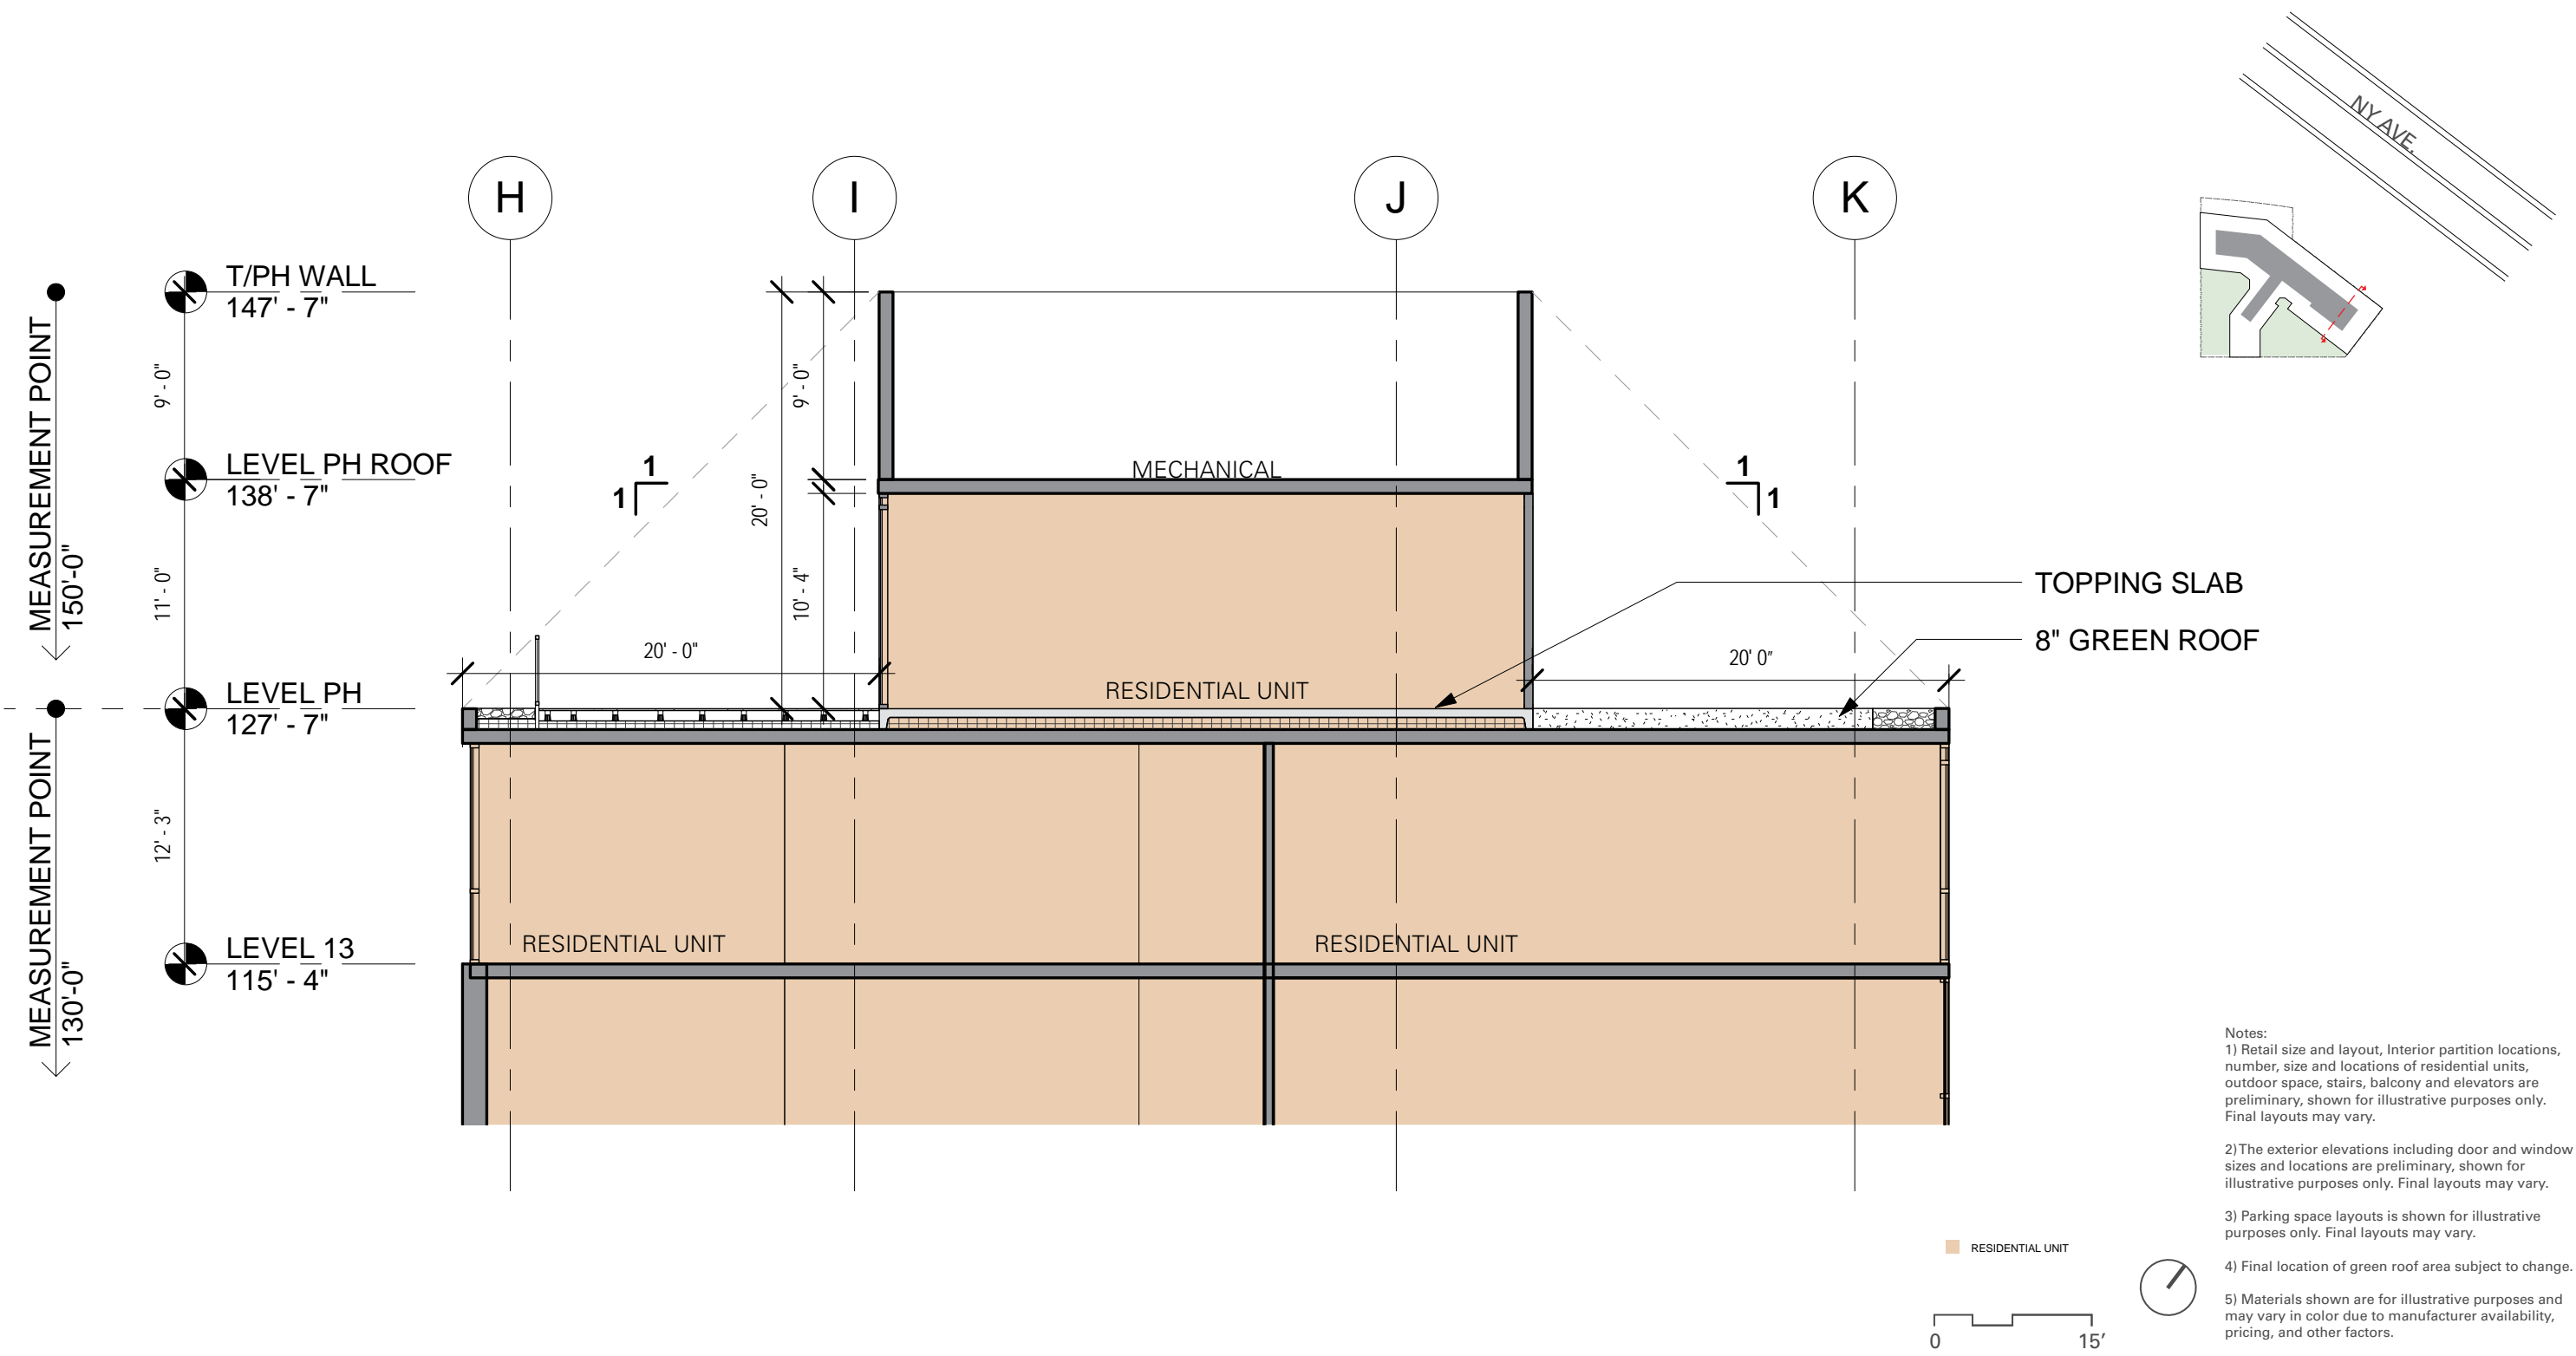 NY AVE.
H
I
J
K
T/PH WALL
147' - 7"
9' - 0"
LEVEL PH ROOF
138' - 7"
11' - 0"
LEVEL PH
127' - 7"
12' - 3"
LEVEL 13
115' - 4"
MEASUREMENT POINT
150'-0"
MEASUREMENT POINT
130'-0"
9' - 0"
20' - 0"
10' - 4"
1
1
1
1
MECHANICAL
20' - 0"
20' 0"
RESIDENTIAL UNIT
TOPPING SLAB
8" GREEN ROOF
RESIDENTIAL UNIT
RESIDENTIAL UNIT
RESIDENTIAL UNIT
0
15'
Notes:
1) Retail size and layout, Interior partition locations,
number, size and locations of residential units,
outdoor space, stairs, balcony and elevators are
preliminary, shown for illustrative purposes only.
Final layouts may vary.
2)The exterior elevations including door and window
sizes and locations are preliminary, shown for
illustrative purposes only. Final layouts may vary.
3) Parking space layouts is shown for illustrative
purposes only. Final layouts may vary.
4) Final location of green roof area subject to change.
5) Materials shown are for illustrative purposes and
may vary in color due to manufacturer availability,
pricing, and other factors.